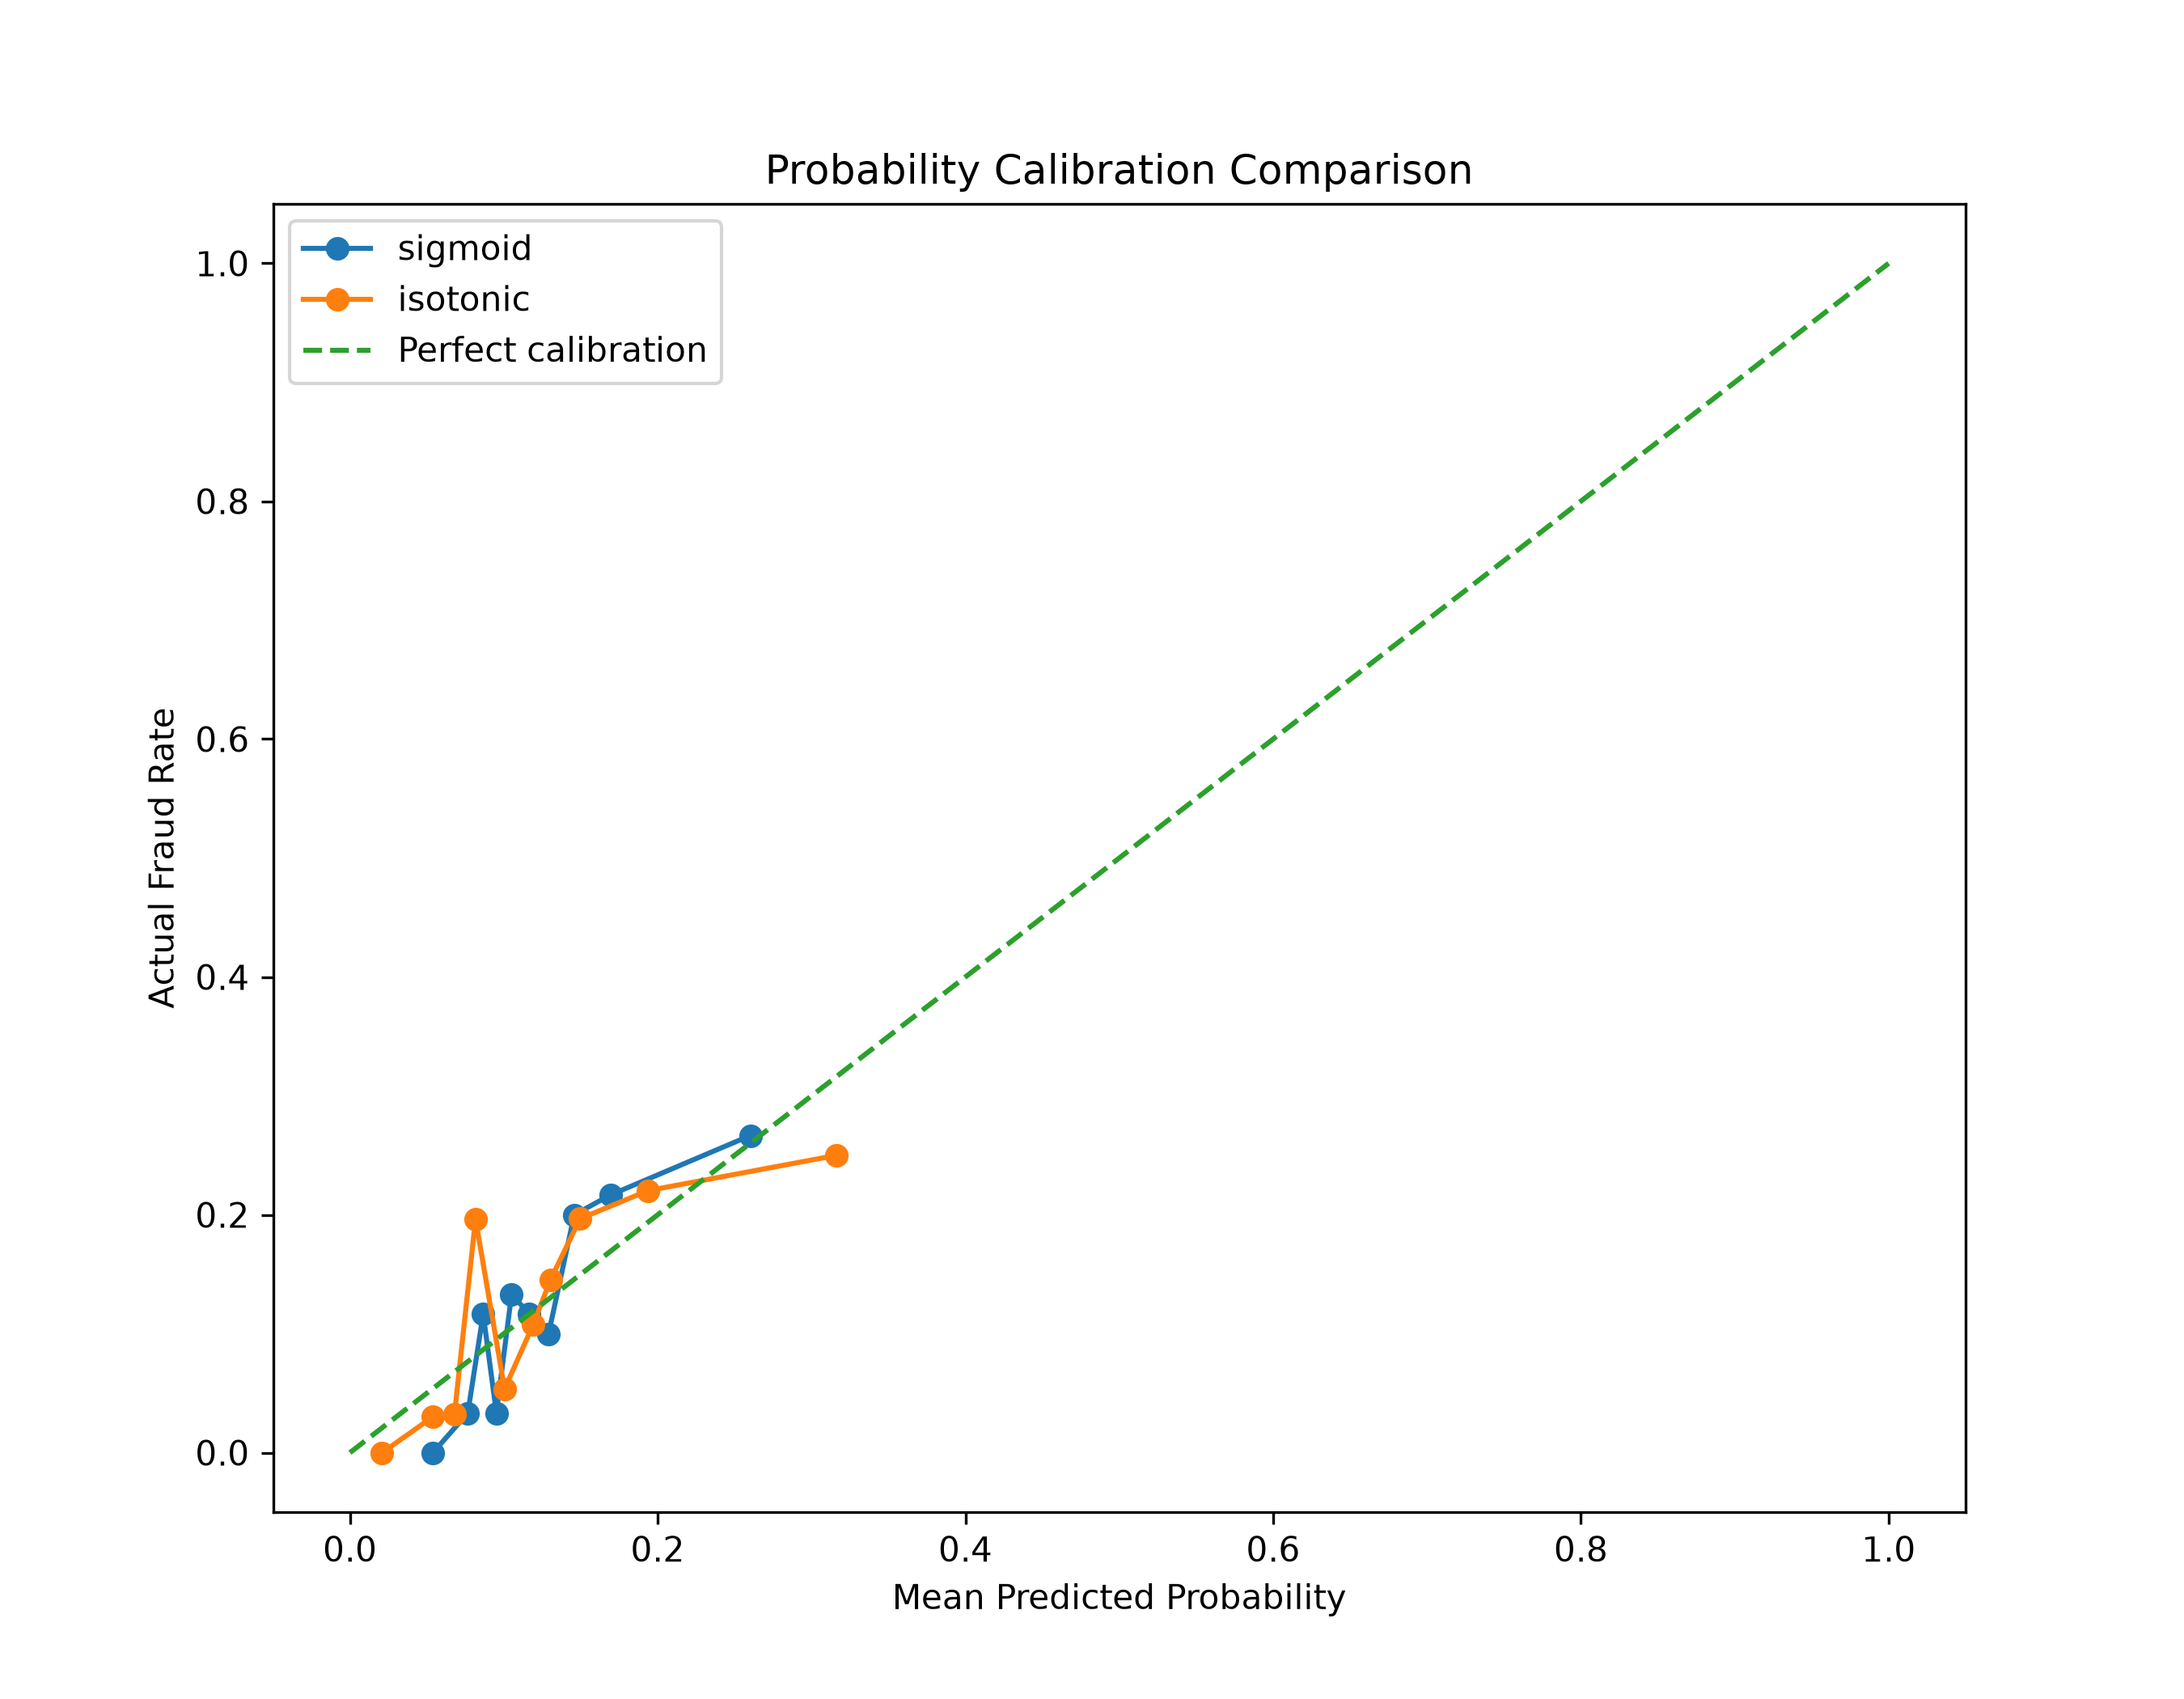 Probability Calibration Comparison
sigmoid
isotonic
Perfect calibration
1.0
0.8
0.6
0.4
0.2
0.0
Actual Fraud Rate
0.0 0.2 0.4 0.6 0.8 1.0
Mean Predicted Probability